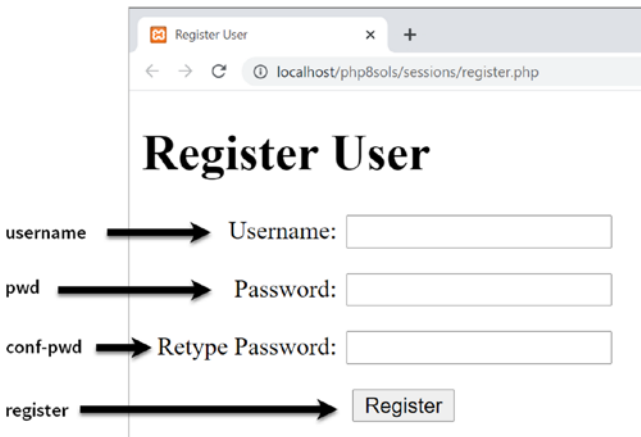 Register User
localhost/php8sols/sessions/register.php
Register User
username Username:
pwd Password:
conf-pwd Retype Password:
register Register